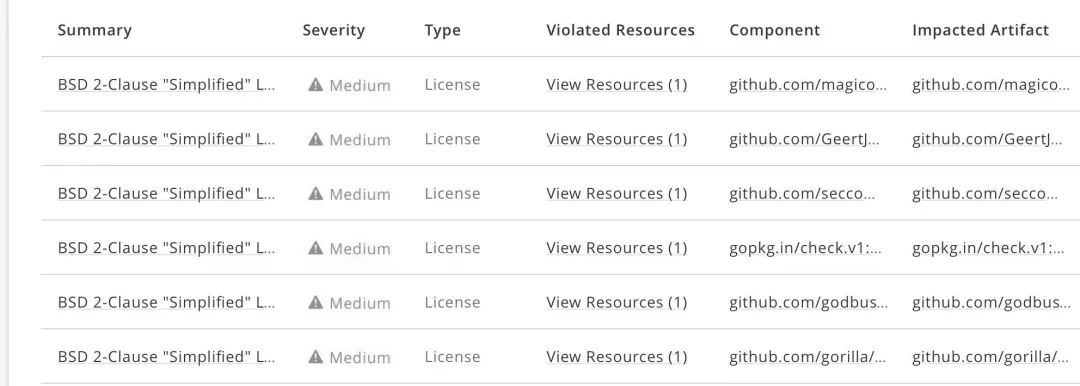 Summary Severity Type Violated Resources Component Impacted Artifact
BSD 2-Clause "Simplified" L... Medium License View Resources (1) github.com/magico... github.com/magico...
BSD 2-Clause "Simplified" L... Medium License View Resources (1) github.com/GeertJ... github.com/GeertJ...
BSD 2-Clause "Simplified" L... Medium License View Resources (1) github.com/secco... github.com/secco...
BSD 2-Clause "Simplified" L... Medium License View Resources (1) gopkg.in/check.v1:... gopkg.in/check.v1:...
BSD 2-Clause "Simplified" L... Medium License View Resources (1) github.com/godbus... github.com/godbus...
BSD 2-Clause "Simplified" L... Medium License View Resources (1) github.com/gorilla/... github.com/gorilla/...